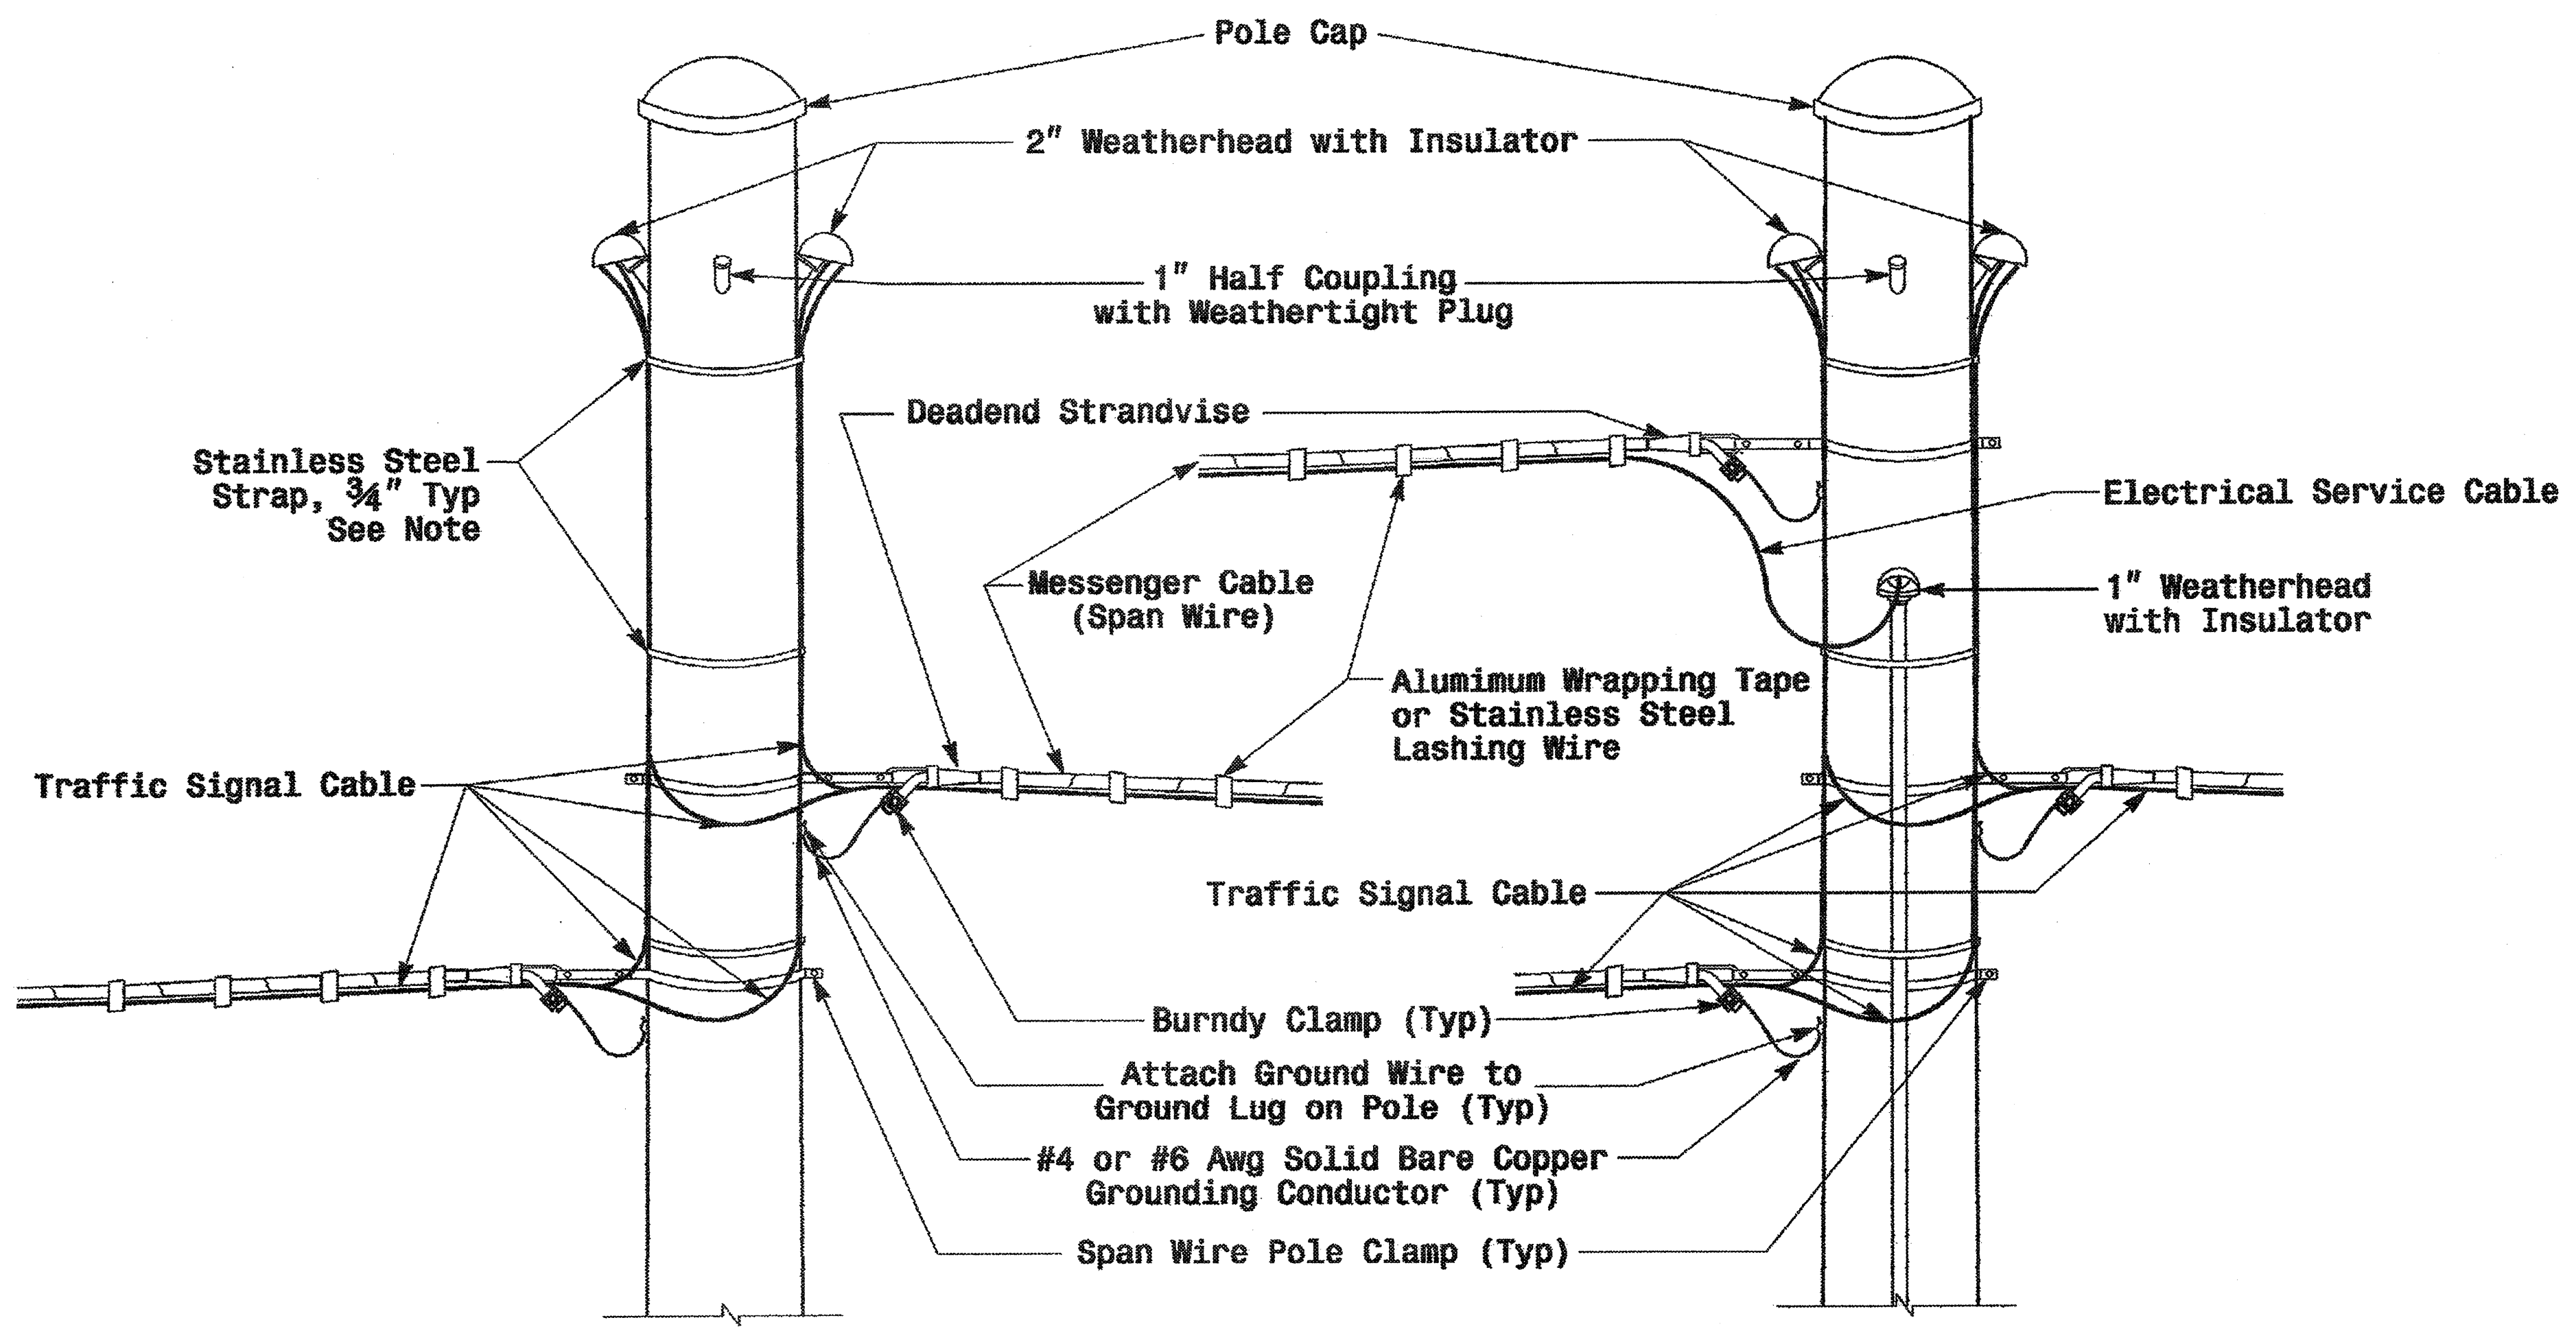 Pole Cap
2" Weatherhead with Insulator
1" Half Coupling
with Weathertight Plug
Deadend Strandvise
Stainless Steel
Strap, ¾" Typ
See Note
Electrical Service Cable
Messenger Cable
(Span Wire)
1" Weatherhead
with Insulator
Alumimum Wrapping Tape
or Stainless Steel
Lashing Wire
Traffic Signal Cable
Traffic Signal Cable
Burndy Clamp (Typ)
Attach Ground Wire to
Ground Lug on Pole (Typ)
#4 or #6 Awg Solid Bare Copper
Grounding Conductor (Typ)
Span Wire Pole Clamp (Typ)